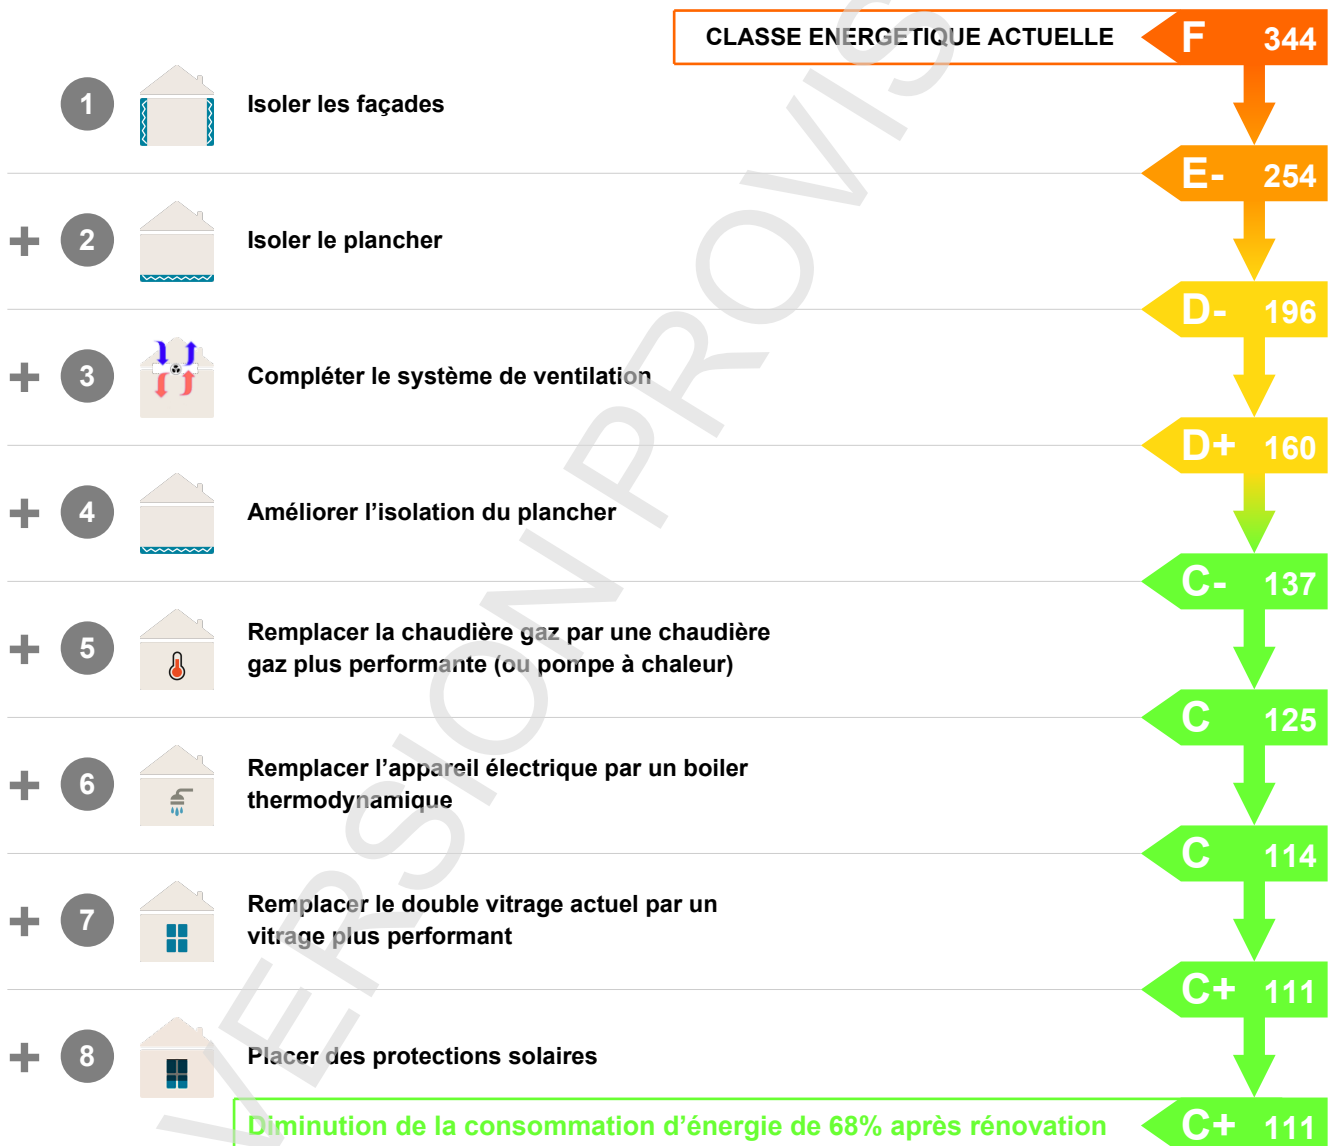 CLASSE ENERGETIQUE ACTUELLE F 344
1 Isoler les façades
E- 254
+ 2 Isoler le plancher
D- 196
+ 3 Compléter le système de ventilation
D+ 160
+ 4 Améliorer l’isolation du plancher
C- 137
+ 5 Remplacer la chaudière gaz par une chaudière
gaz plus performante (ou pompe à chaleur)
C 125
+ 6 Remplacer l’appareil électrique par un boiler
thermodynamique
C 114
+ 7 Remplacer le double vitrage actuel par un
vitrage plus performant
C+ 111
+ 8 Placer des protections solaires
Diminution de la consommation d’énergie de 68% après rénovation C+ 111
VERSION PROVIS